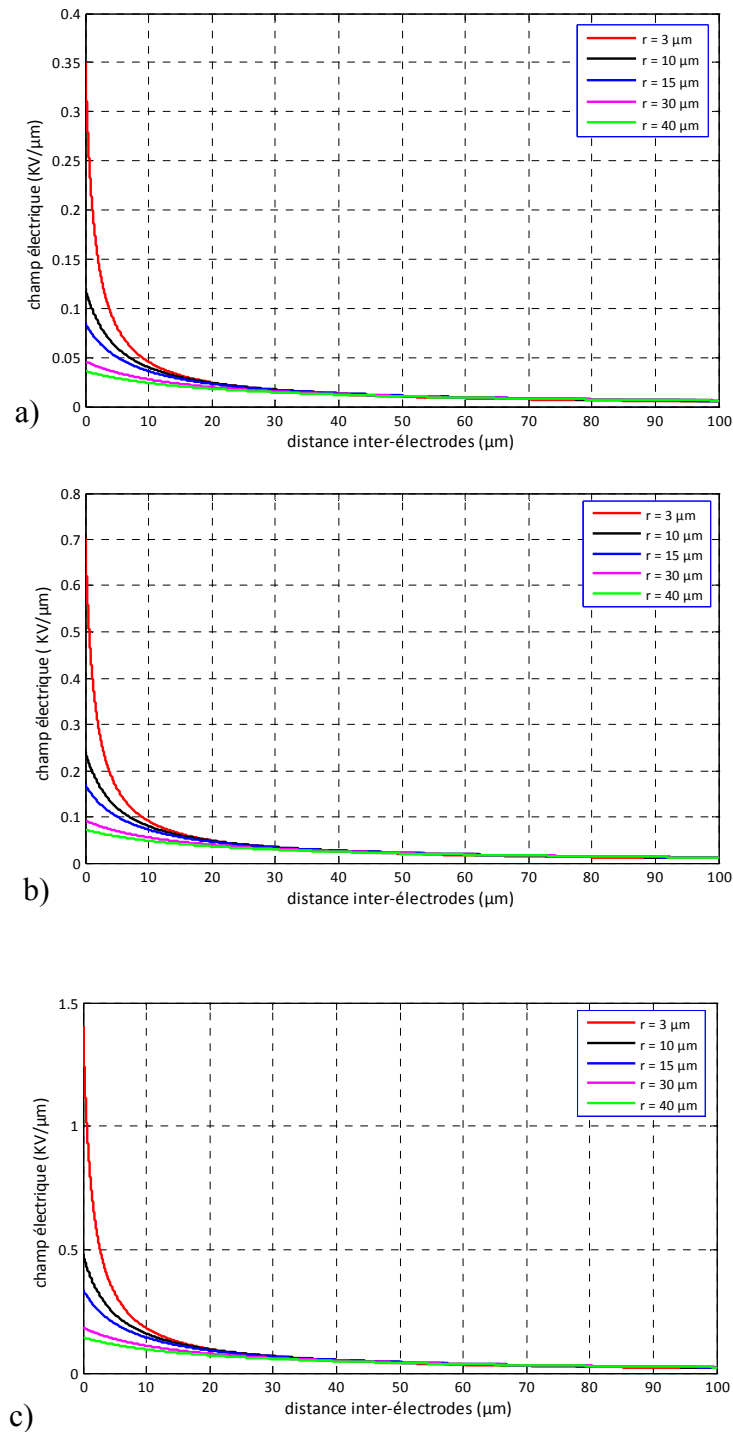 0.4
0.35
0.3
0.25
0.2
0.15
0.1
0.05
0
champ électrique (KV/µm)
r = 3 µm
r = 10 µm
r = 15 µm
r = 30 µm
r = 40 µm
0 10 20 30 40 50 60 70 80 90 100
distance inter-électrodes (µm)
a)
0.8
0.7
0.6
0.5
0.4
0.3
0.2
0.1
0
champ électrique ( KV/µm)
r = 3 µm
r = 10 µm
r = 15 µm
r = 30 µm
r = 40 µm
0 10 20 30 40 50 60 70 80 90 100
distance inter-électrodes (µm)
b)
1.5
1
0.5
0
champ électrique (KV/µm)
r = 3 µm
r = 10 µm
r = 15 µm
r = 30 µm
r = 40 µm
0 10 20 30 40 50 60 70 80 90 100
distance inter-électrodes (µm)
c)